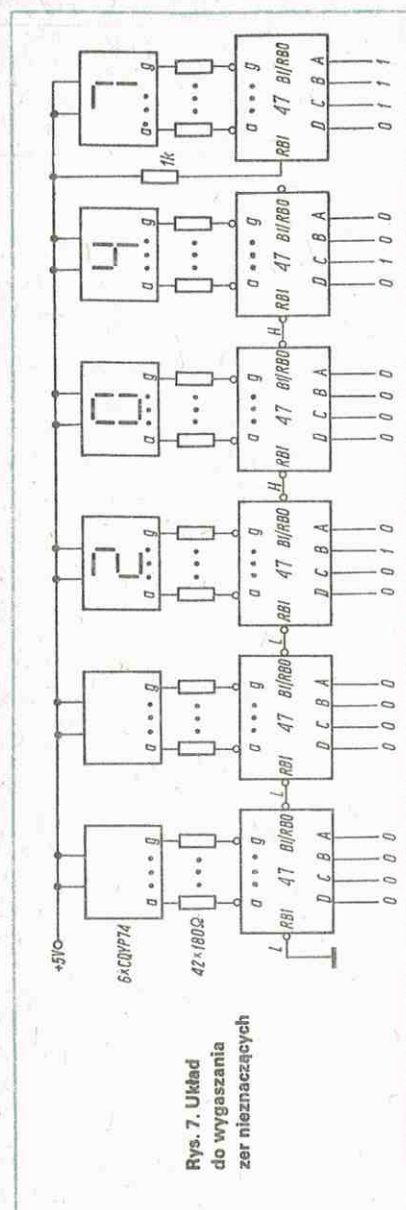 +5V
6×CQYP74
a g
a g
a g
a g
a g
a g
1k
42×180Ω
a g
a g
a g
a g
a g
a g
L
RBI 47 BI/RBO
L
RBI 47 BI/RBO
L
RBI 47 BI/RBO
H
RBI 47 BI/RBO
H
RBI 47 BI/RBO
RBI 47 BI/RBO
D C B A
D C B A
D C B A
D C B A
D C B A
D C B A
0 0 0 0
0 0 0 0
0 0 1 0
0 0 0 0
0 1 0 0
0 1 1 1
Rys. 7. Układ
do wygaszania
zer nieznaczących